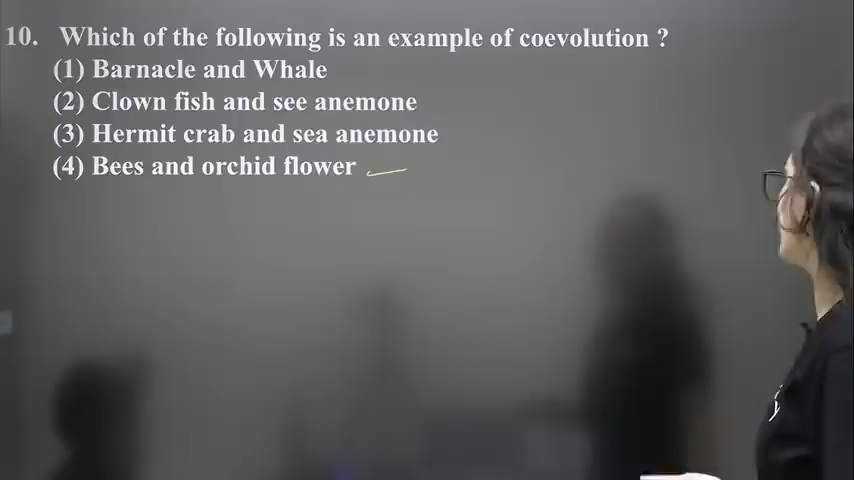 10. Which of the following is an example of coevolution ?
(1) Barnacle and Whale
(2) Clown fish and see anemone
(3) Hermit crab and sea anemone
(4) Bees and orchid flower